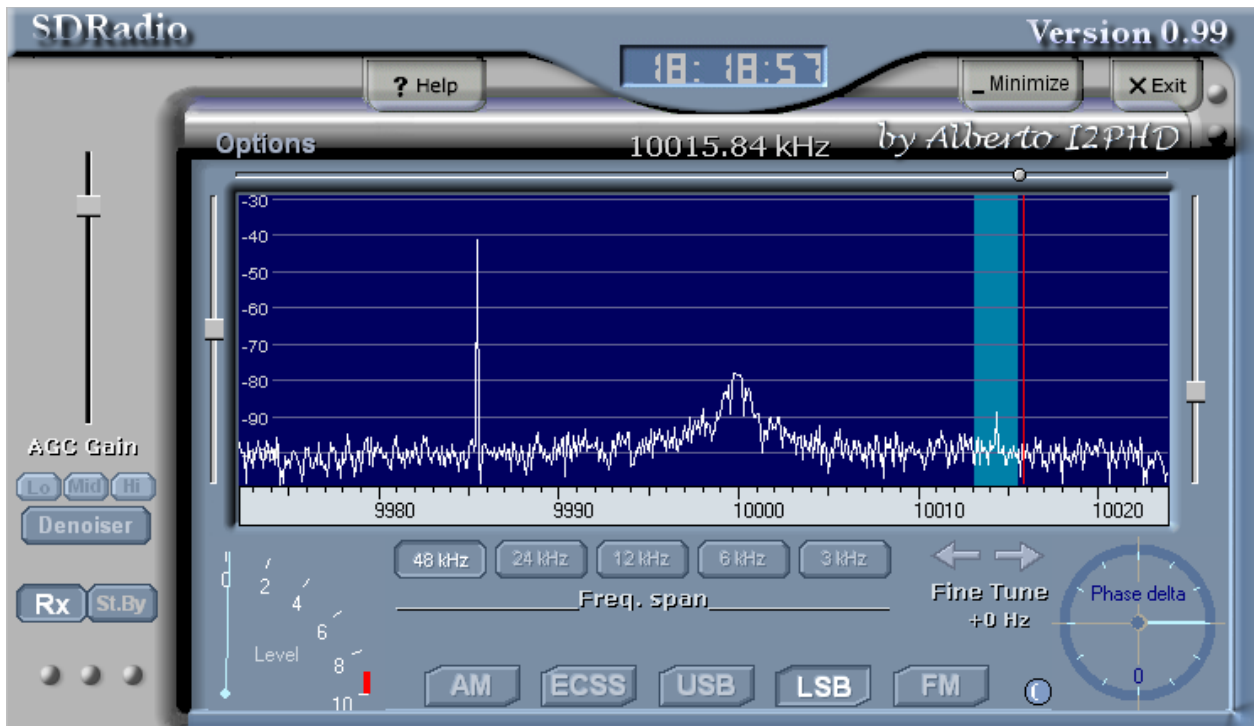 SDRadio
Version 0.99
18:18:57
? Help
_ Minimize
X Exit
Options
10015.84 kHz
by Alberto I2PHD
-30
-40
-50
-60
-70
-80
-90
9980 9990 10000 10010 10020
AGC Gain
Lo Mid Hi
Denoiser
Rx St.By
48 kHz 24 kHz 12 kHz 6 kHz 3 kHz
Freq. span
Fine Tune
+0 Hz
Phase delta
0
0 2 4 6 8 10
Level
AM ECSS USB LSB FM
C